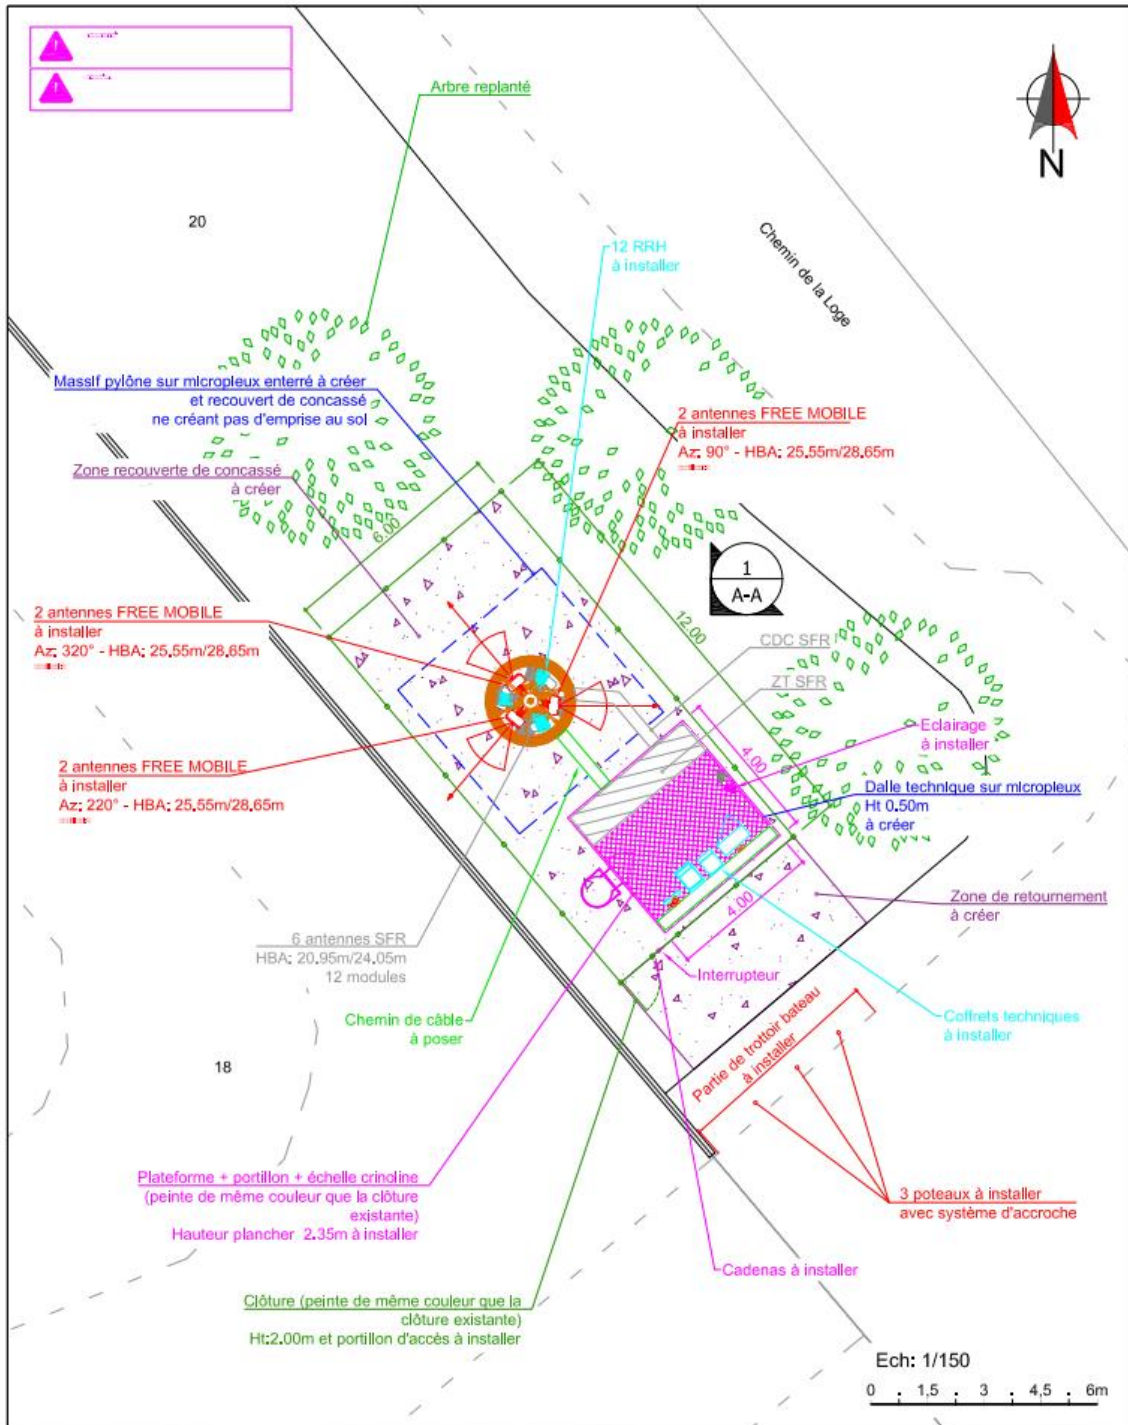 Arbre replanté
N
20
12 RRH
à installer
Chemin de la Loge
Massif pylône sur micropieux enterré à créer
et recouvert de concassé
ne créant pas d'emprise au sol
2 antennes FREE MOBILE
à installer
Az: 90° - HBA: 25.55m/28.65m
Zone recouverte de concassé
à créer
6.00
1
A-A
2 antennes FREE MOBILE
à installer
Az: 320° - HBA: 25.55m/28.65m
12.00
CDC SFR
ZT SFR
Eclairage
à installer
4.00
2 antennes FREE MOBILE
à installer
Az: 220° - HBA: 25.55m/28.65m
Dalle technique sur micropieux
Ht 0.50m
à créer
Zone de retournement
à créer
4.00
6 antennes SFR
HBA: 20.95m/24.05m
12 modules
Interrupteur
Chemin de câble
à poser
Coffrets techniques
à installer
Partie de trottoir bateau
à installer
18
Plateforme + portillon + échelle crinoline
(peinte de même couleur que la clôture
existante)
Hauteur plancher 2.35m à installer
3 poteaux à installer
avec système d'accroche
Cadenas à installer
Clôture (peinte de même couleur que la
clôture existante)
Ht:2.00m et portillon d'accès à installer
Ech: 1/150
0 1,5 3 4,5 6m